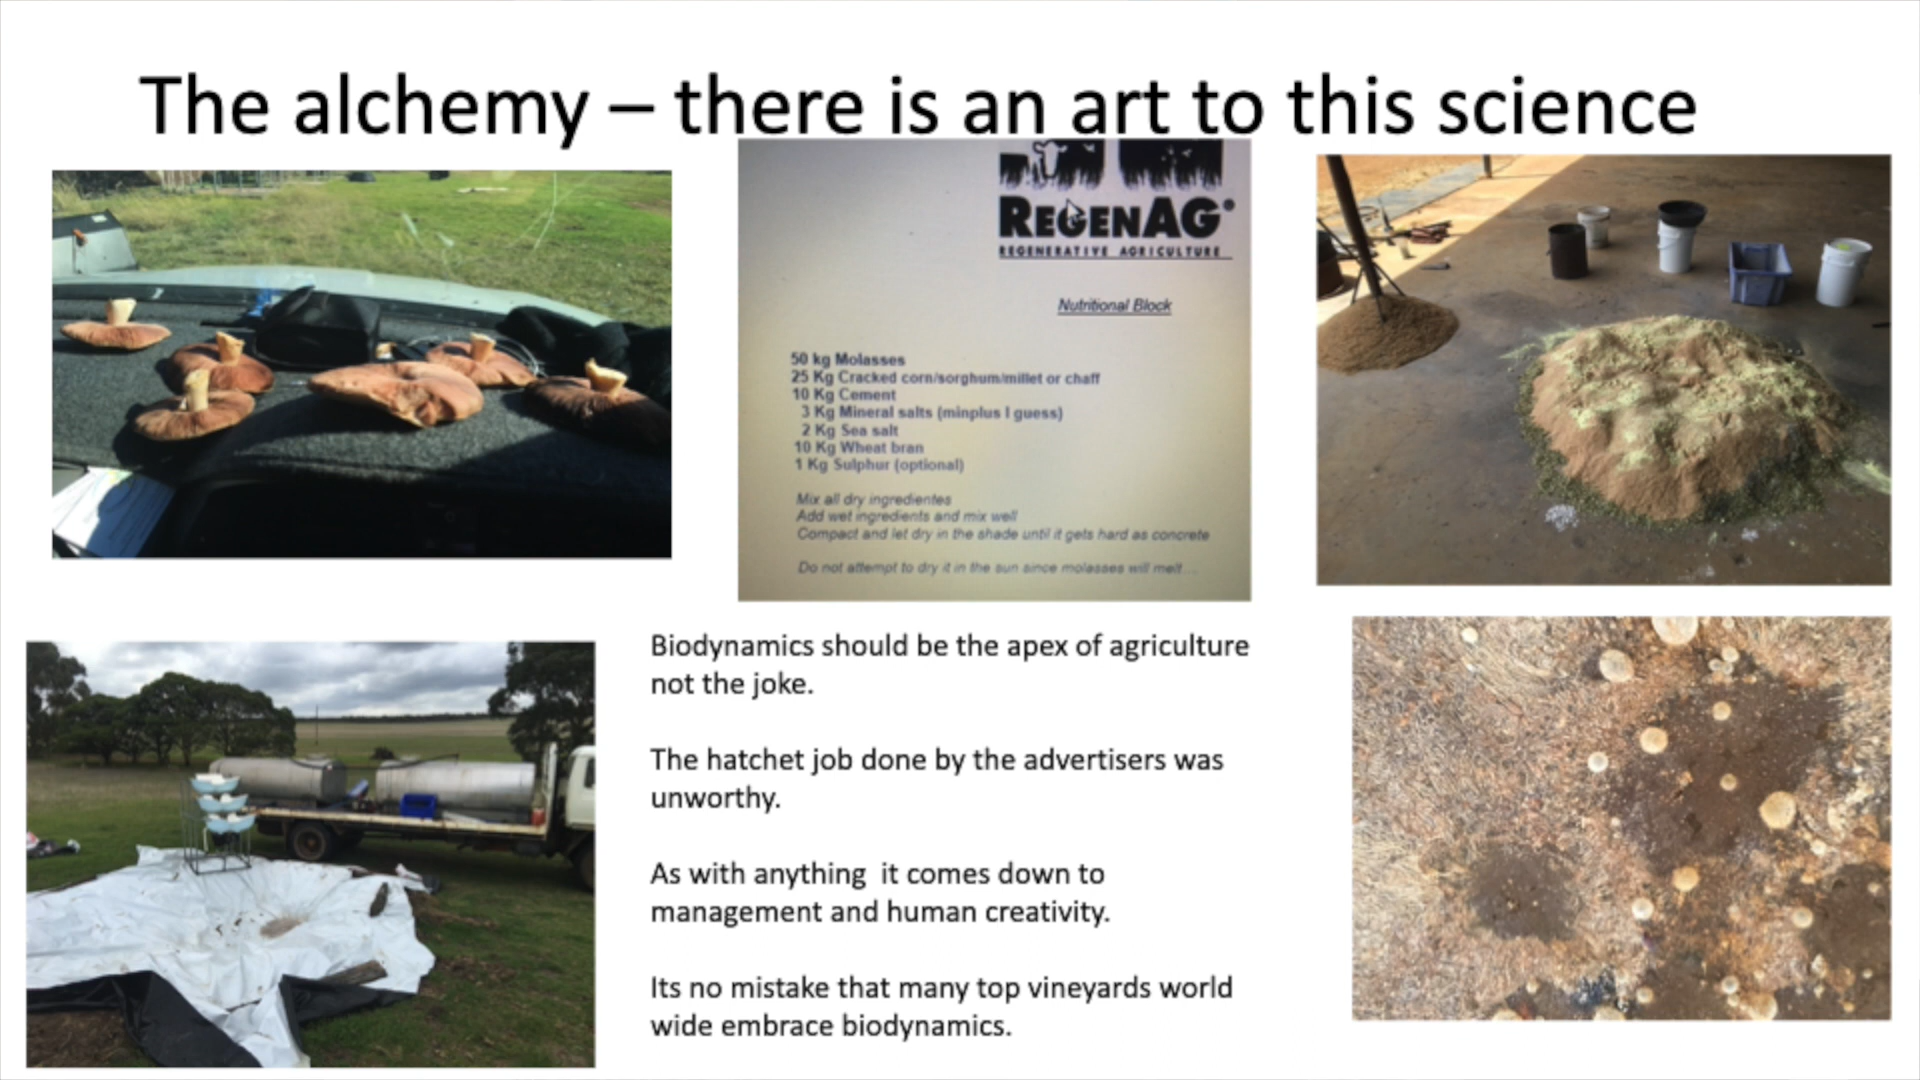 The alchemy – there is an art to this science
REGENAG®
REGENERATIVE AGRICULTURE
Nutritional Block
50 kg Molasses
25 Kg Cracked corn/sorghum/millet or chaff
10 Kg Cement
3 Kg Mineral salts (minplus I guess)
2 Kg Sea salt
10 Kg Wheat bran
1 Kg Sulphur (optional)
Mix all dry ingredientes
Add wet ingredients and mix well
Compact and let dry in the shade until it gets hard as concrete
Do not attempt to dry it in the sun since molasses will melt...
Biodynamics should be the apex of agriculture
not the joke.
The hatchet job done by the advertisers was
unworthy.
As with anything  it comes down to
management and human creativity.
Its no mistake that many top vineyards world
wide embrace biodynamics.